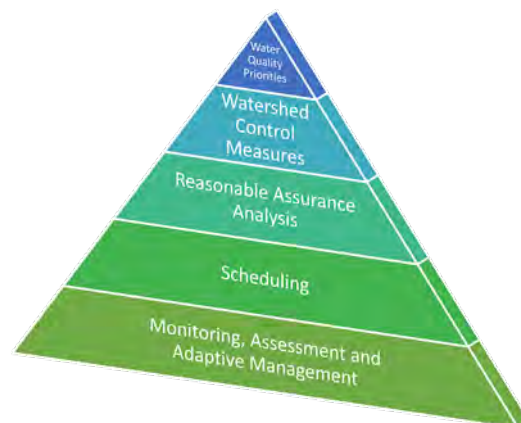 Water
Quality
Priorities
Watershed
Control
Measures
Reasonable Assurance
Analysis
Scheduling
Monitoring, Assessment and
Adaptive Management